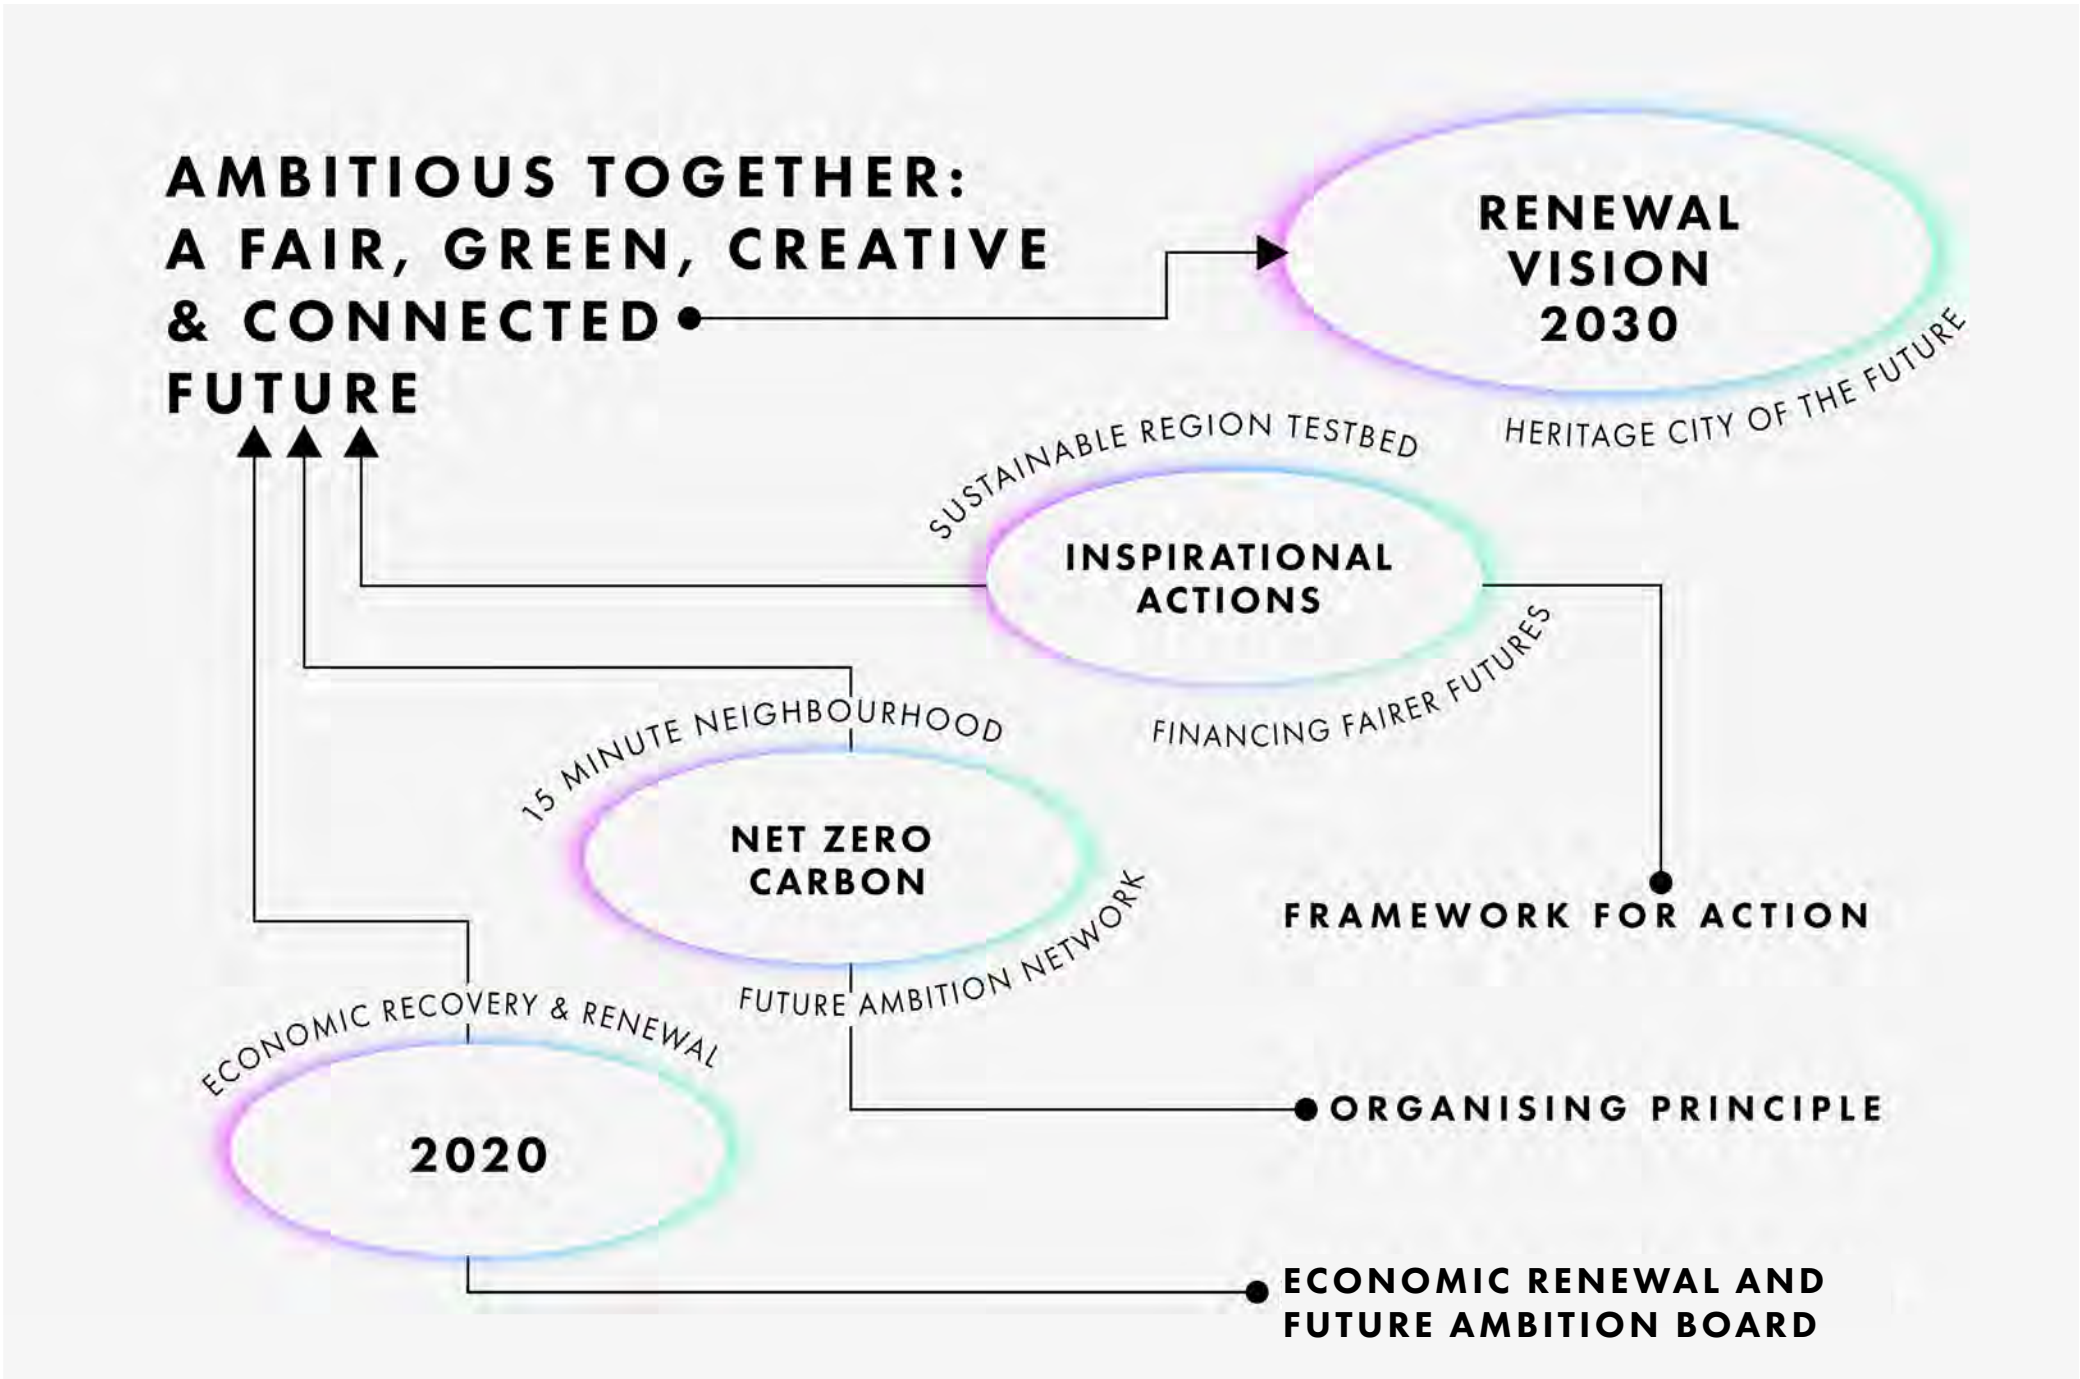 AMBITIOUS TOGETHER:
A FAIR, GREEN, CREATIVE
& CONNECTED
FUTURE
RENEWAL
VISION
2030
HERITAGE CITY OF THE FUTURE
SUSTAINABLE REGION TESTBED
INSPIRATIONAL
ACTIONS
FINANCING FAIRER FUTURES
15 MINUTE NEIGHBOURHOOD
NET ZERO
CARBON
FUTURE AMBITION NETWORK
FRAMEWORK FOR ACTION
ECONOMIC RECOVERY & RENEWAL
2020
ORGANISING PRINCIPLE
ECONOMIC RENEWAL AND
FUTURE AMBITION BOARD